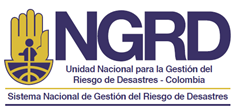 NGRD
Unidad Nacional para la Gestión del
Riesgo de Desastres - Colombia
Sistema Nacional de Gestión del Riesgo de Desastres